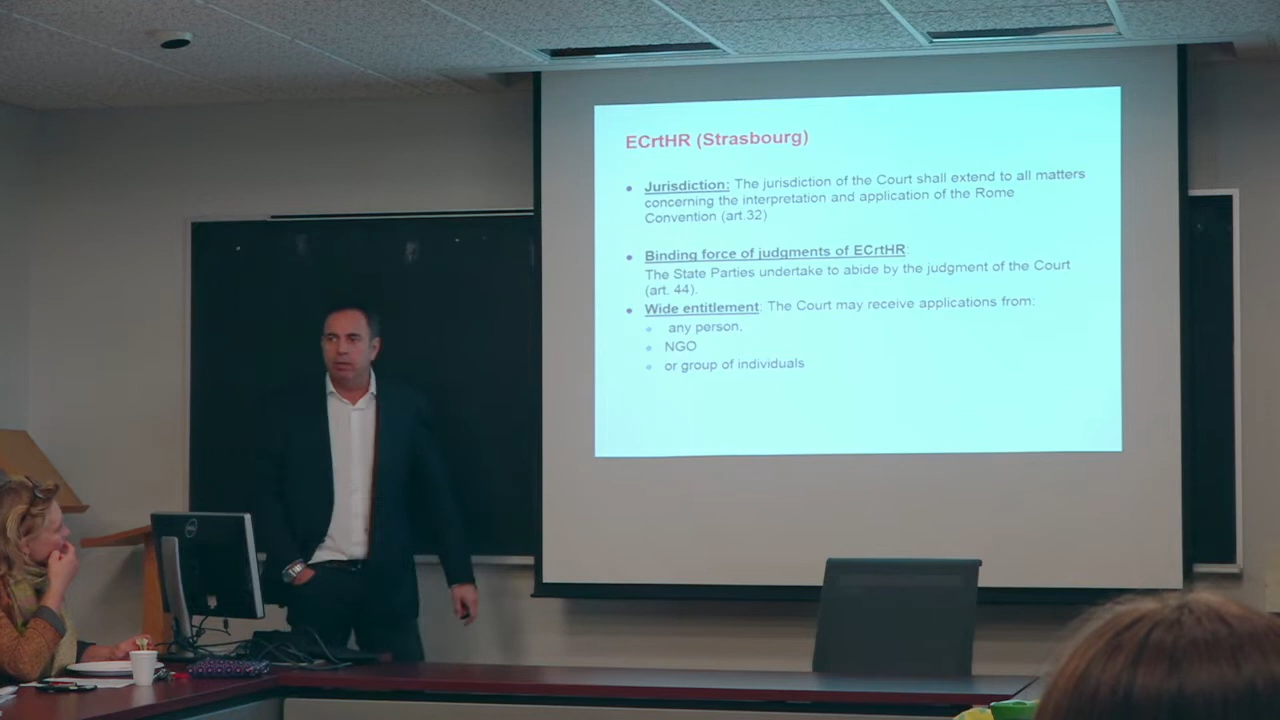 ECrtHR (Strasbourg)
• Jurisdiction: The jurisdiction of the Court shall extend to all matters
concerning the interpretation and application of the Rome
Convention (art.32)
• Binding force of judgments of ECrtHR:
The State Parties undertake to abide by the judgment of the Court
(art. 44).
• Wide entitlement: The Court may receive applications from:
any person,
NGO
or group of individuals
DELL